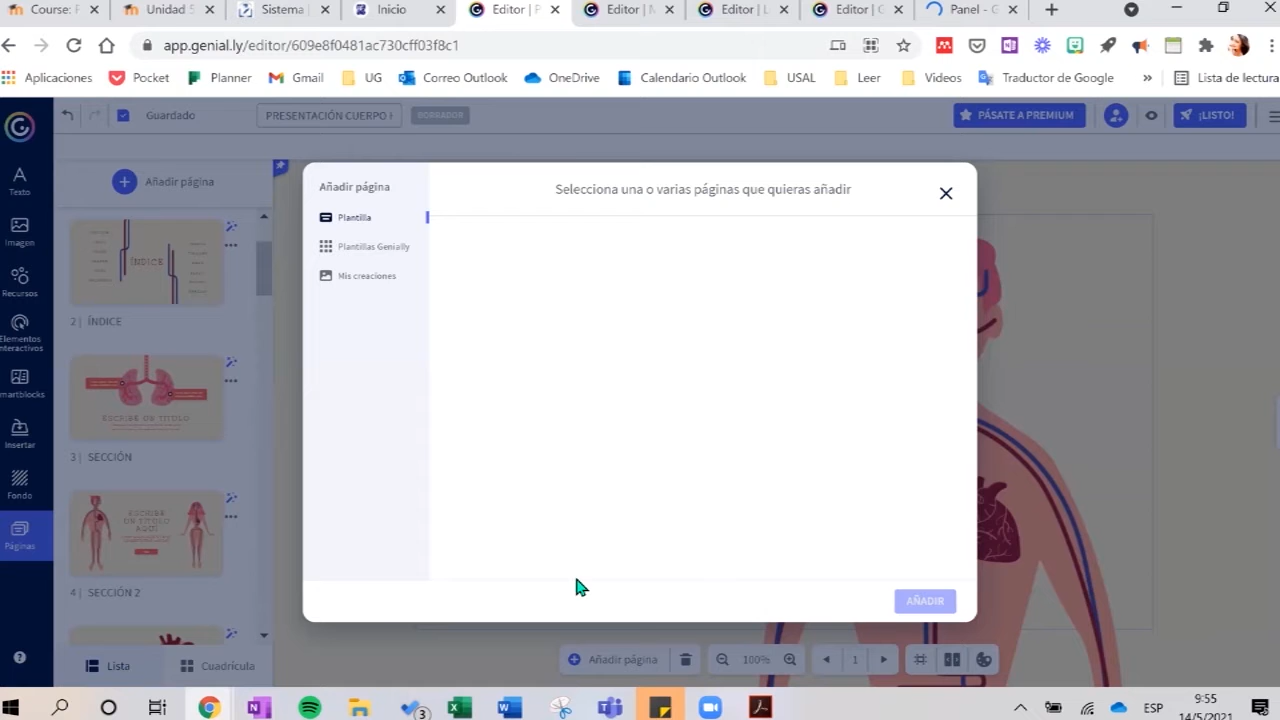 Course: F
Unidad S
Sistema |
Inicio
Editor | P
Editor | M
Editor | L
Editor | G
Panel - G
app.genial.ly/editor/609e8f0481ac730cff03f8c1
Aplicaciones
Pocket
Planner
Gmail
UG
Correo Outlook
OneDrive
Calendario Outlook
USAL
Leer
Videos
Traductor de Google
»
Lista de lectura
Guardado
PRESENTACIÓN CUERPO H
BORRADOR
PÁSATE A PREMIUM
¡LISTO!
Texto
Imagen
Recursos
Elementos
nteractivos
martblocks
Insertar
Fondo
Páginas
Añadir página
ÍNDICE
2 | ÍNDICE
ESCRIBE UN TÍTULO
3 | SECCIÓN
ESCRIBE
UN TÍTULO
AQUÍ
4 | SECCIÓN 2
Lista
Cuadrícula
Añadir página
Plantilla
Plantillas Genially
Mis creaciones
Selecciona una o varias páginas que quieras añadir
AÑADIR
Añadir página
100%
1
3
ESP
9:55
14/5/2021